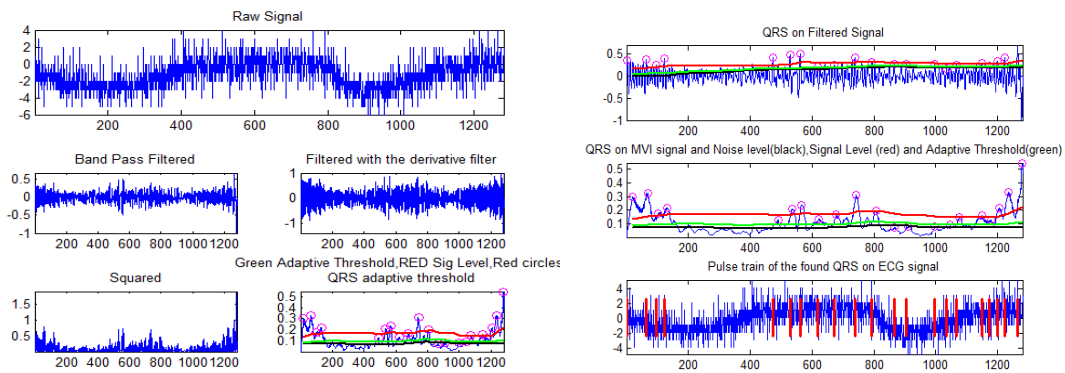 Raw Signal
4
2
0
-2
-4
-6
200 400 600 800 1000 1200
Band Pass Filtered
0.5
0
-0.5
-1
200 400 600 800 1000 1200
Filtered with the derivative filter
1
0
-1
200 400 600 800 1000 1200
Squared
1.5
1
0.5
200 400 600 800 1000 1200
Green Adaptive Threshold,RED Sig Level,Red circles
QRS adaptive threshold
0.5
0.4
0.3
0.2
0.1
200 400 600 800 1000 1200
QRS on Filtered Signal
0.5
0
-0.5
-1
200 400 600 800 1000 1200
QRS on MVI signal and Noise level(black),Signal Level (red) and Adaptive Threshold(green)
0.5
0.4
0.3
0.2
0.1
200 400 600 800 1000 1200
Pulse train of the found QRS on ECG signal
4
2
0
-2
4
200 400 600 800 1000 1200